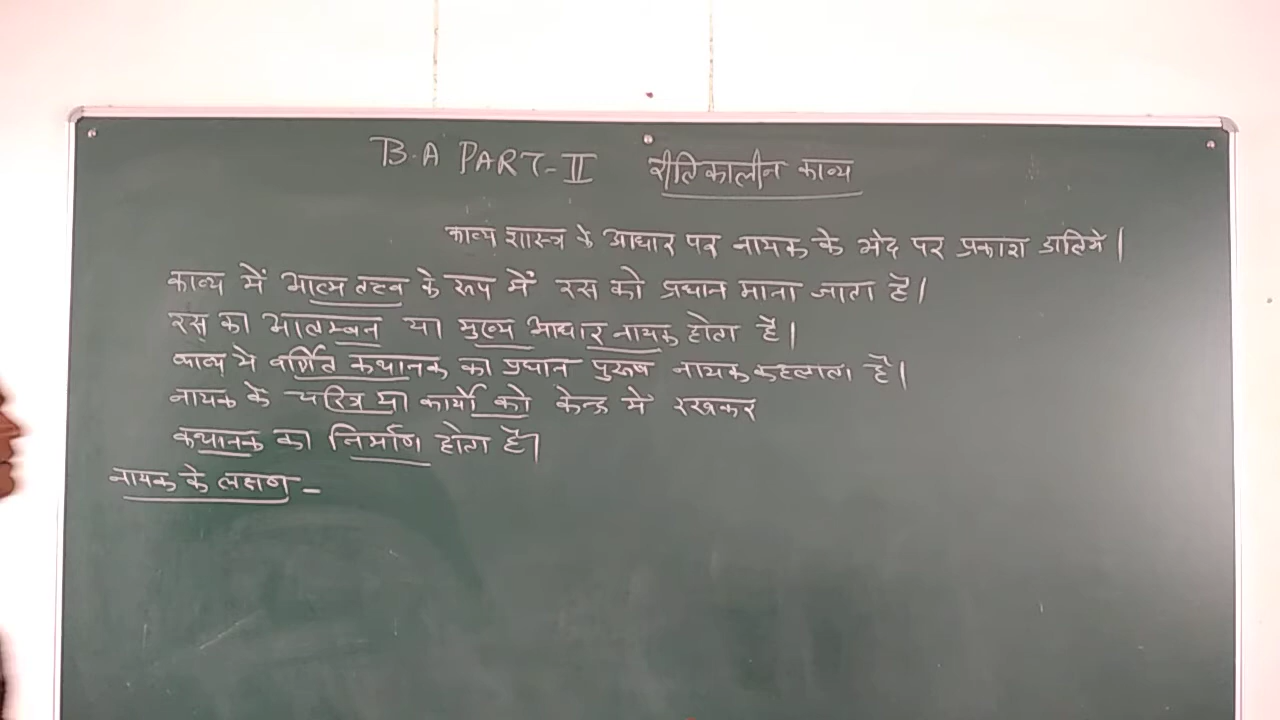 B.A PART-II रीतिकालीन काव्य
काव्य शास्त्र के आधार पर नायक के भेद पर प्रकाश डालिये।
काव्य में आत्म तत्व के रूप में रस को प्रधान माना जाता है।
रस का आलम्बन या मुख्य आधार नायक होता है।
काव्य मे वर्णित कथानक का प्रधान पुरूष नायक कहलाता है।
नायक के चरित्र या कार्यो को केन्द्र में रखकर
कथानक का निर्माण होता है।
नायक के लक्षण -